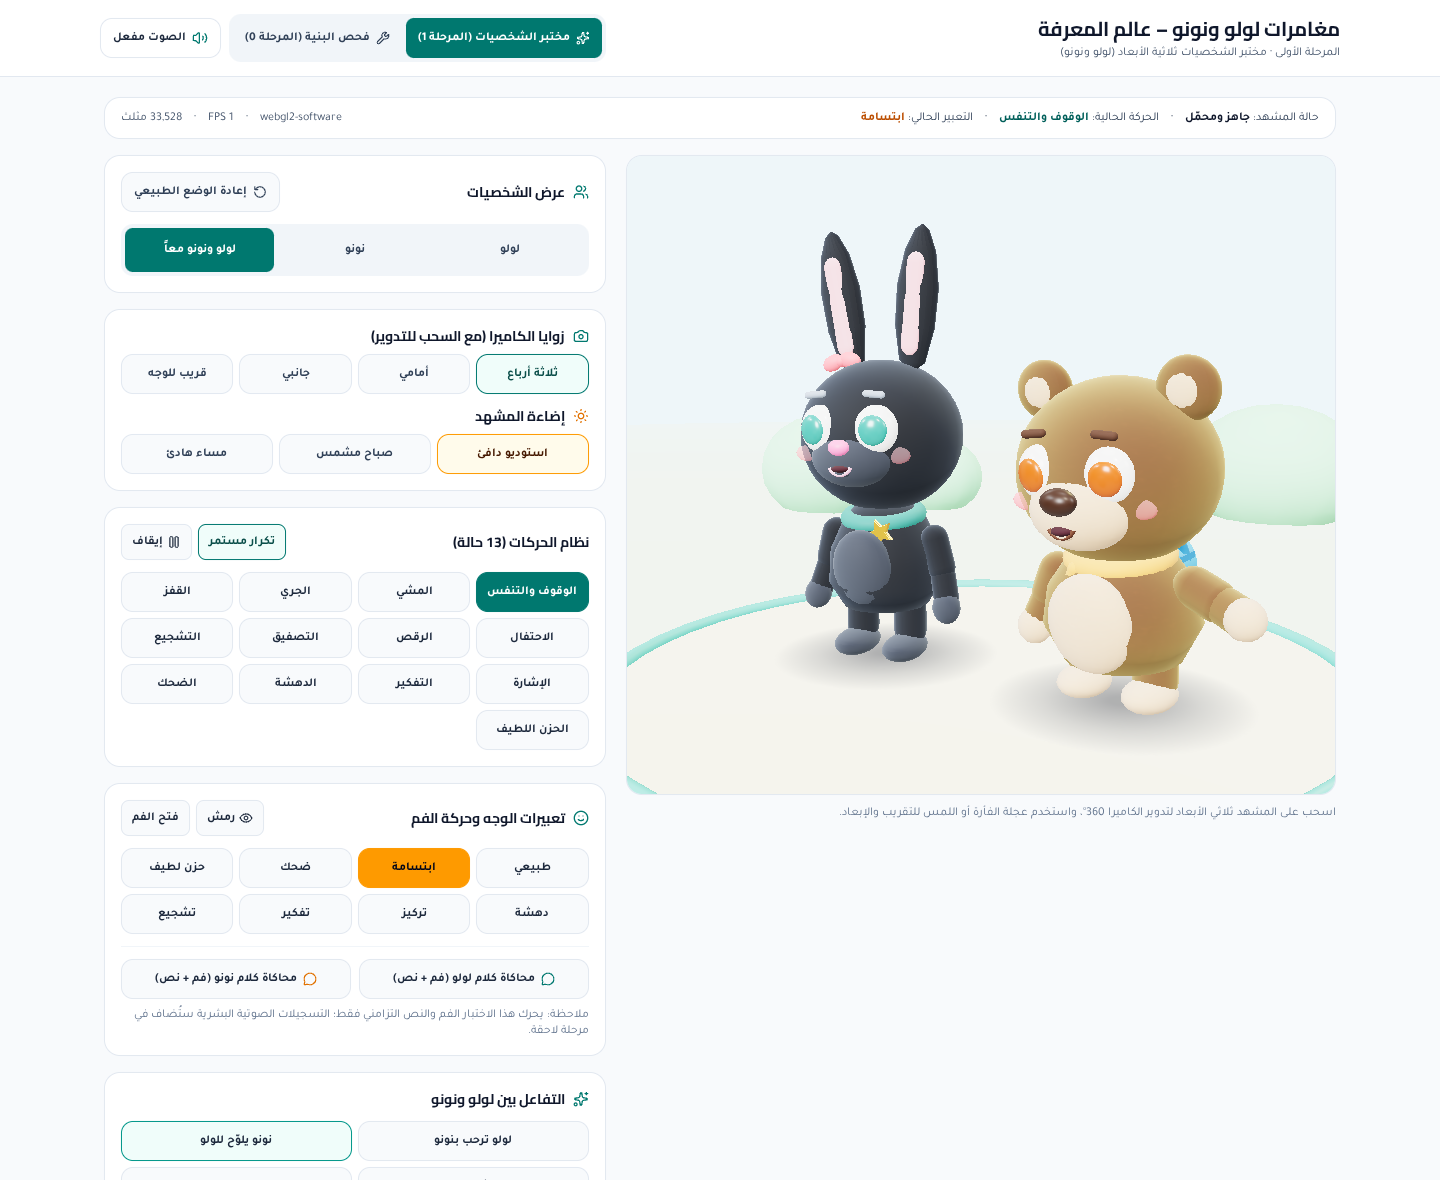 مغامرات لولو ونونو – عالم المعرفة
المرحلة الأولى · مختبر الشخصيات ثلاثية الأبعاد (لولو ونونو)
مختبر الشخصيات (المرحلة 1)
فحص البنية (المرحلة 0)
الصوت مفعل
حالة المشهد: جاهز ومحمّل · الحركة الحالية: الوقوف والتنفس · التعبير الحالي: ابتسامة
webgl2-software · FPS 1 · 33,528 مثلث
عرض الشخصيات
إعادة الوضع الطبيعي
لولو
نونو
لولو ونونو معاً
زوايا الكاميرا (مع السحب للتدوير)
ثلاثة أرباع
أمامي
جانبي
قريب للوجه
إضاءة المشهد
استوديو دافئ
صباح مشمس
مساء هادئ
نظام الحركات (13 حالة)
تكرار مستمر
إيقاف
الوقوف والتنفس
المشي
الجري
القفز
الاحتفال
الرقص
التصفيق
التشجيع
الإشارة
التفكير
الدهشة
الضحك
الحزن اللطيف
تعبيرات الوجه وحركة الفم
رمش
فتح الفم
طبيعي
ابتسامة
ضحك
حزن لطيف
دهشة
تركيز
تفكير
تشجيع
محاكاة كلام لولو (فم + نص)
محاكاة كلام نونو (فم + نص)
ملاحظة: يحرك هذا الاختبار الفم والنص التزامني فقط؛ التسجيلات الصوتية البشرية ستُضاف في
مرحلة لاحقة.
التفاعل بين لولو ونونو
لولو ترحب بنونو
نونو يلوّح للولو
اسحب على المشهد ثلاثي الأبعاد لتدوير الكاميرا 360°، واستخدم عجلة الفأرة أو اللمس للتقريب والإبعاد.